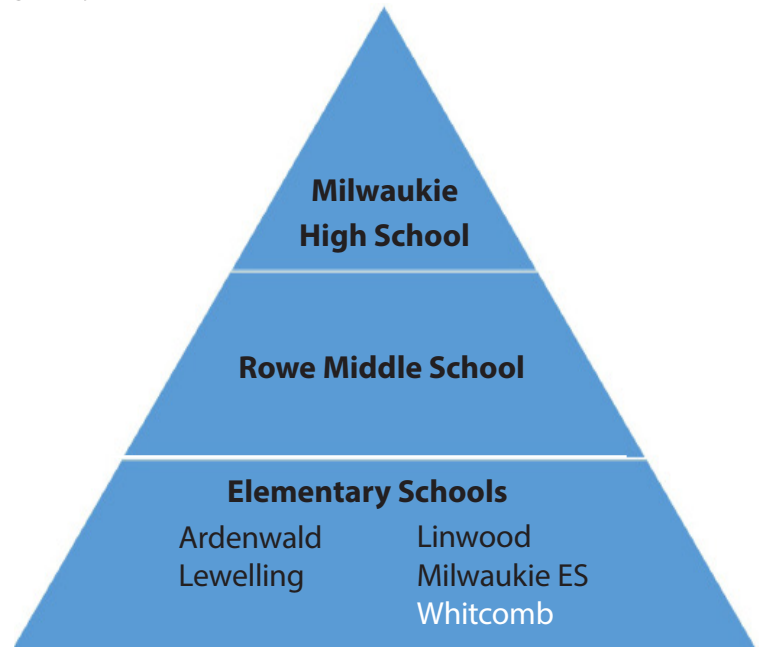 Milwaukie
High School
Rowe Middle School
Elementary Schools
Ardenwald
Lewelling
Linwood
Milwaukie ES
Whitcomb